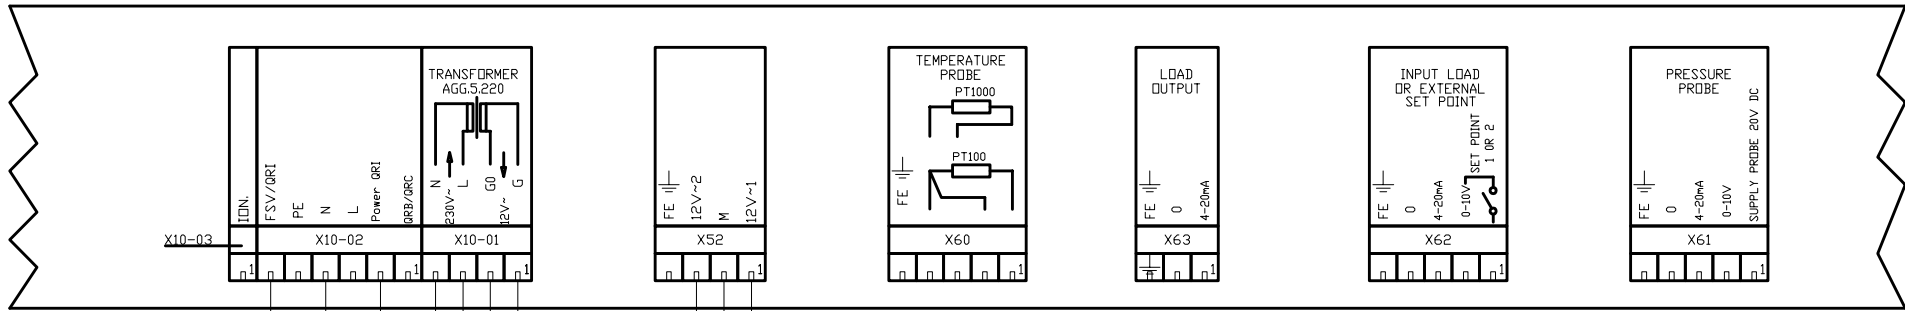 X10-03
ION.
1
FSV/QRI
PE
N
L
Power QRI
QRB/QRC
X10-02
1
TRANSFORMER
AGG.5.220
N
230V~
L
G0
12V~
G
X10-01
1
FE
12V~2
M
12V~1
X52
1
TEMPERATURE
PROBE
PT1000
PT100
FE
X60
1
LOAD
OUTPUT
FE
0
4-20mA
X63
1
INPUT LOAD
OR EXTERNAL
SET POINT
SET POINT
1 OR 2
FE
0
4-20mA
0-10V
X62
1
PRESSURE
PROBE
FE
0
4-20mA
0-10V
SUPPLY PROBE 20V DC
X61
1